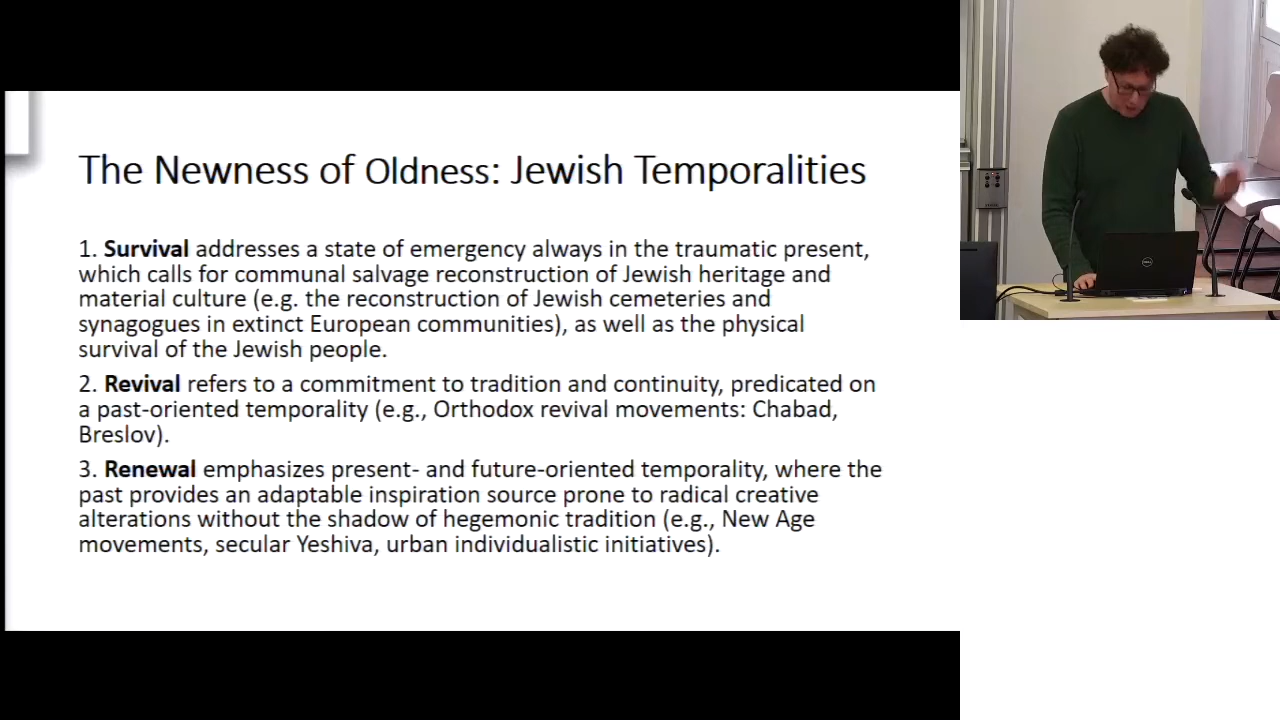 The Newness of Oldness: Jewish Temporalities
1. Survival addresses a state of emergency always in the traumatic present,
which calls for communal salvage reconstruction of Jewish heritage and
material culture (e.g. the reconstruction of Jewish cemeteries and
synagogues in extinct European communities), as well as the physical
survival of the Jewish people.
2. Revival refers to a commitment to tradition and continuity, predicated on
a past-oriented temporality (e.g., Orthodox revival movements: Chabad,
Breslov).
3. Renewal emphasizes present- and future-oriented temporality, where the
past provides an adaptable inspiration source prone to radical creative
alterations without the shadow of hegemonic tradition (e.g., New Age
movements, secular Yeshiva, urban individualistic initiatives).
DELL